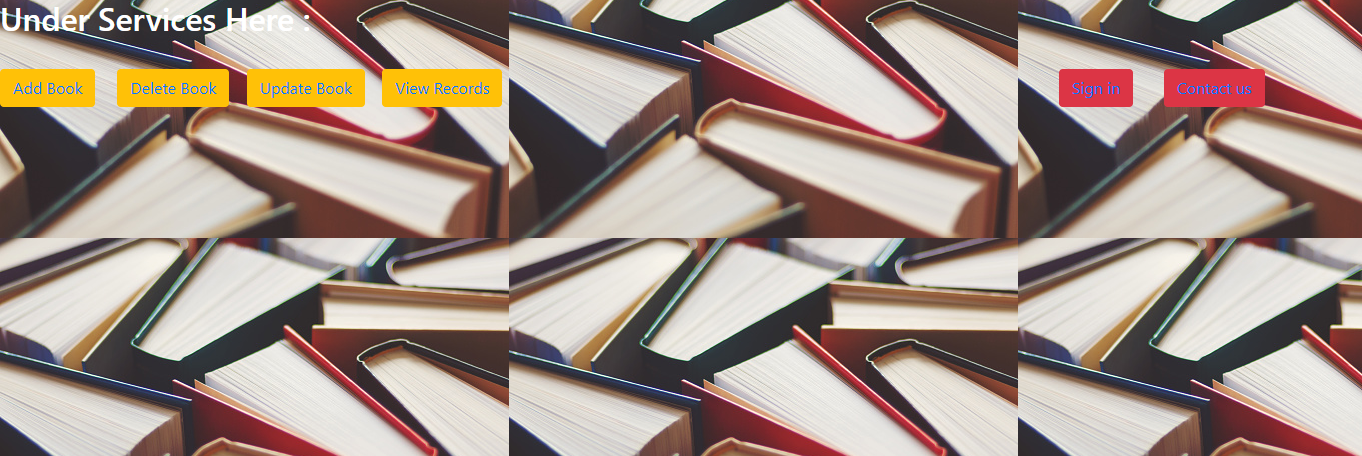 Under Services Here :
Add Book Delete Book Update Book View Records Sign in Contact us